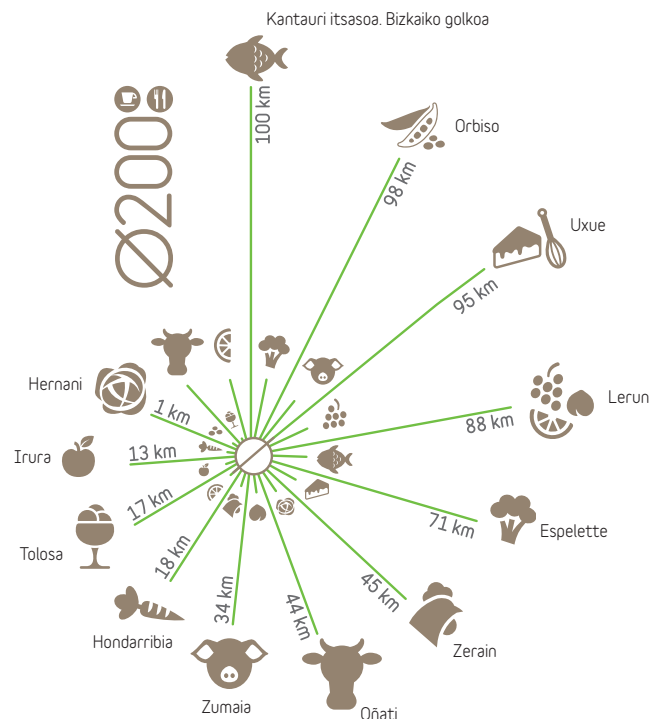 Kantauri itsasoa. Bizkaiko golkoa
100 km
Ø200
Orbiso
98 km
Uxue
95 km
Lerun
88 km
Espelette
71 km
Zerain
45 km
Oñati
44 km
Zumaia
34 km
Hondarribia
18 km
Tolosa
17 km
Irura
13 km
Hernani
1 km